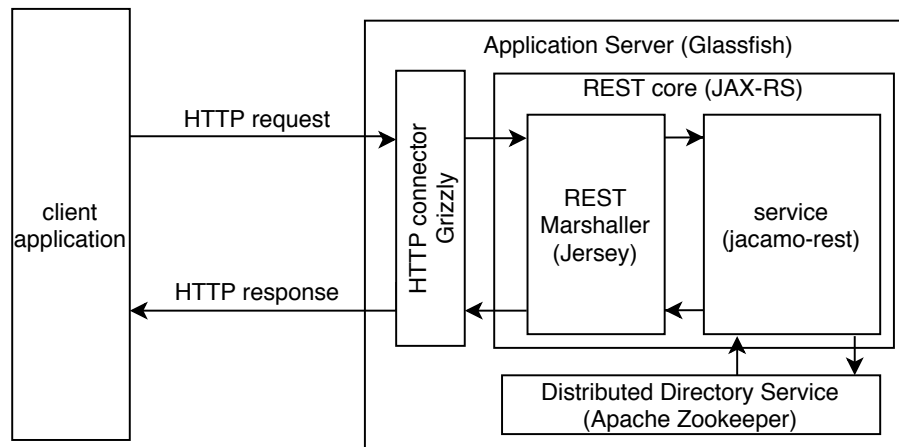 Application Server (Glassfish)
REST core (JAX-RS)
HTTP request
client
application
HTTP connector
Grizzly
REST
Marshaller
(Jersey)
service
(jacamo-rest)
HTTP response
Distributed Directory Service
(Apache Zookeeper)